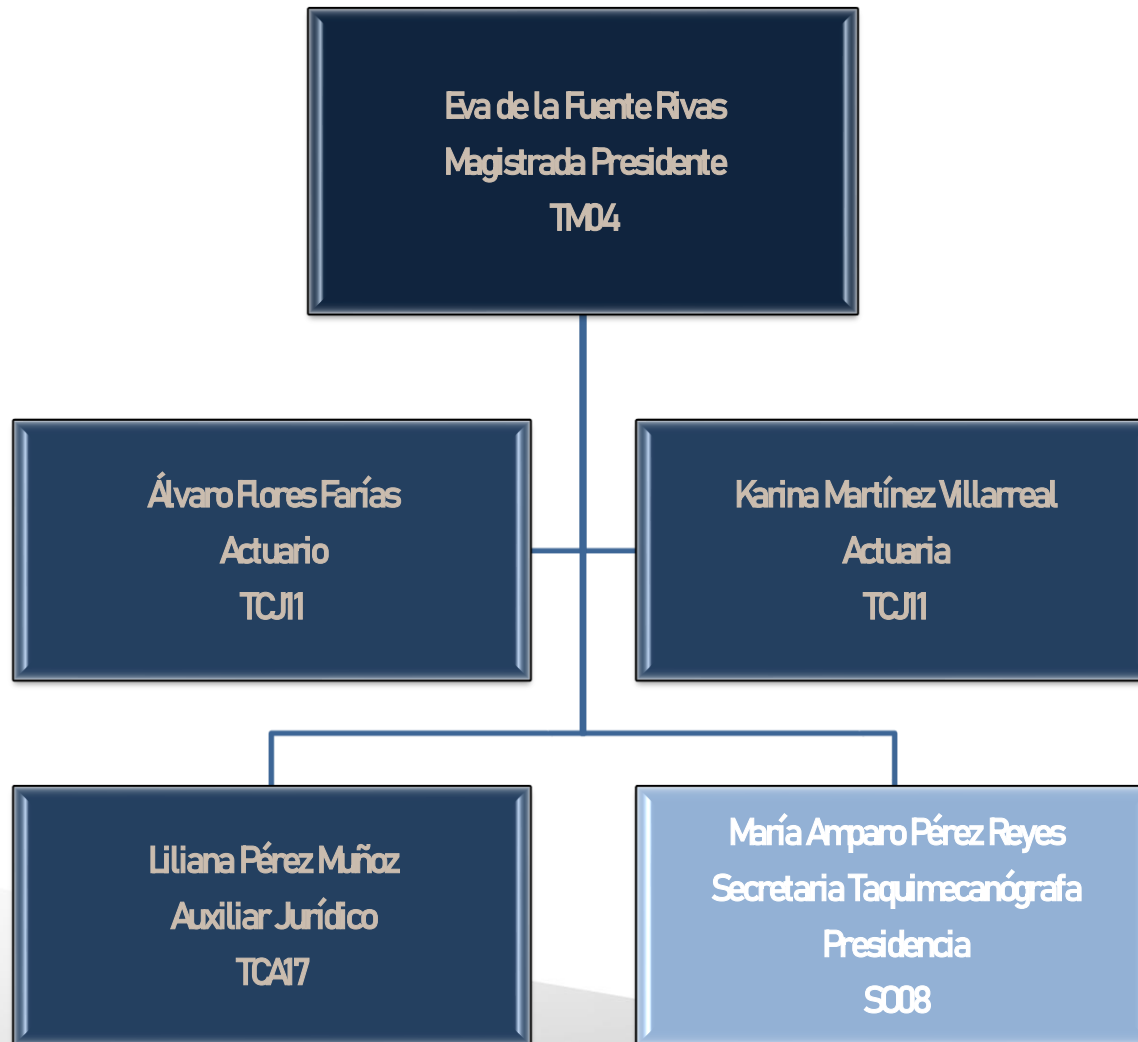 Eva de la Fuente Rivas
Magistrada Presidente
TM04
Álvaro Flores Farías
Actuario
TCJ11
Karina Martínez Villarreal
Actuaria
TCJ11
Liliana Pérez Muñoz
Auxiliar Jurídico
TCA17
María Amparo Pérez Reyes
Secretaria Taquimecanógrafa
Presidencia
SO08